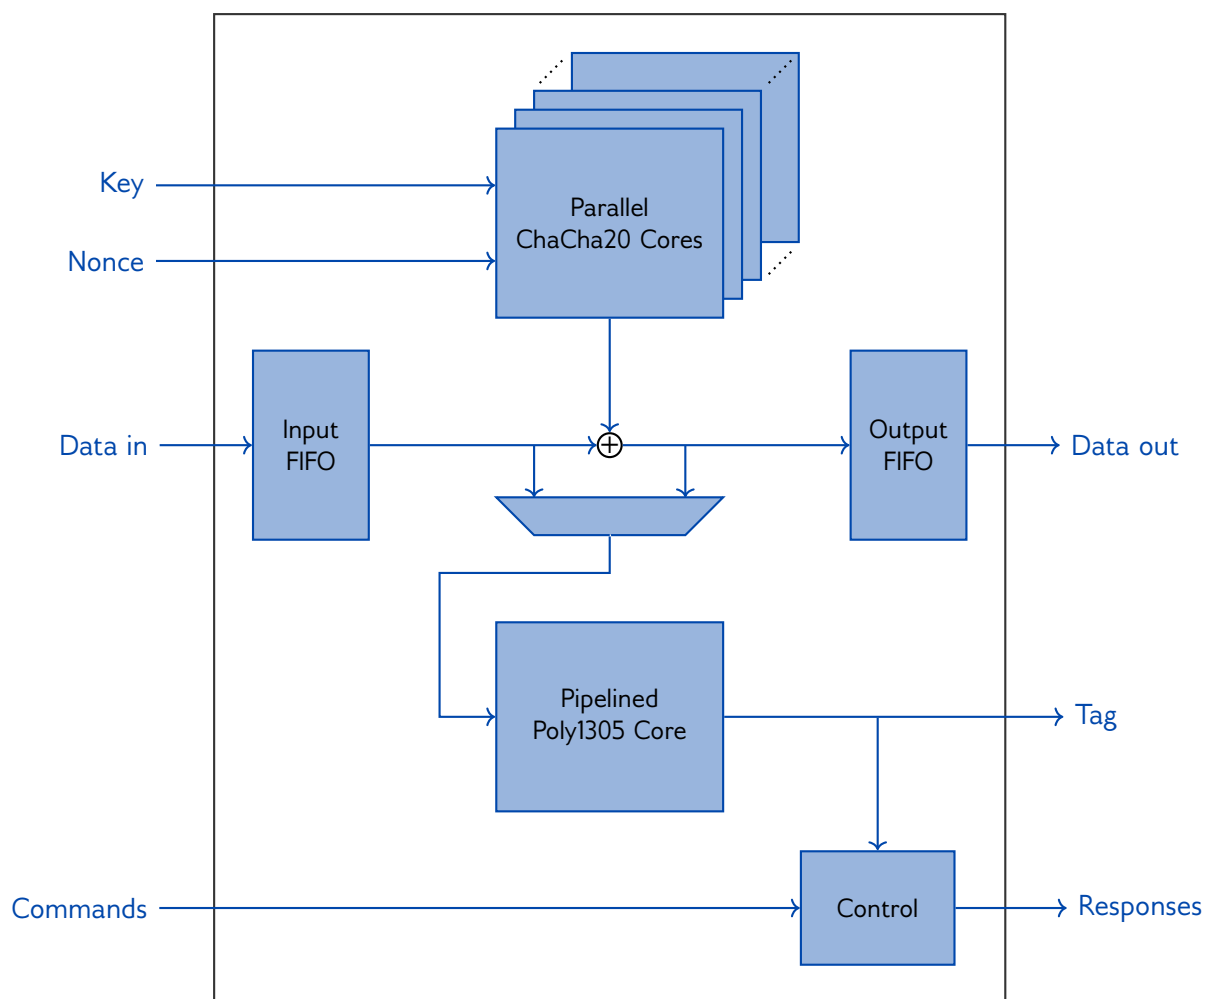 Key
Nonce
Parallel
ChaCha20 Cores
Data in
Input
FIFO
Output
FIFO
Data out
Pipelined
Poly1305 Core
Tag
Commands
Control
Responses